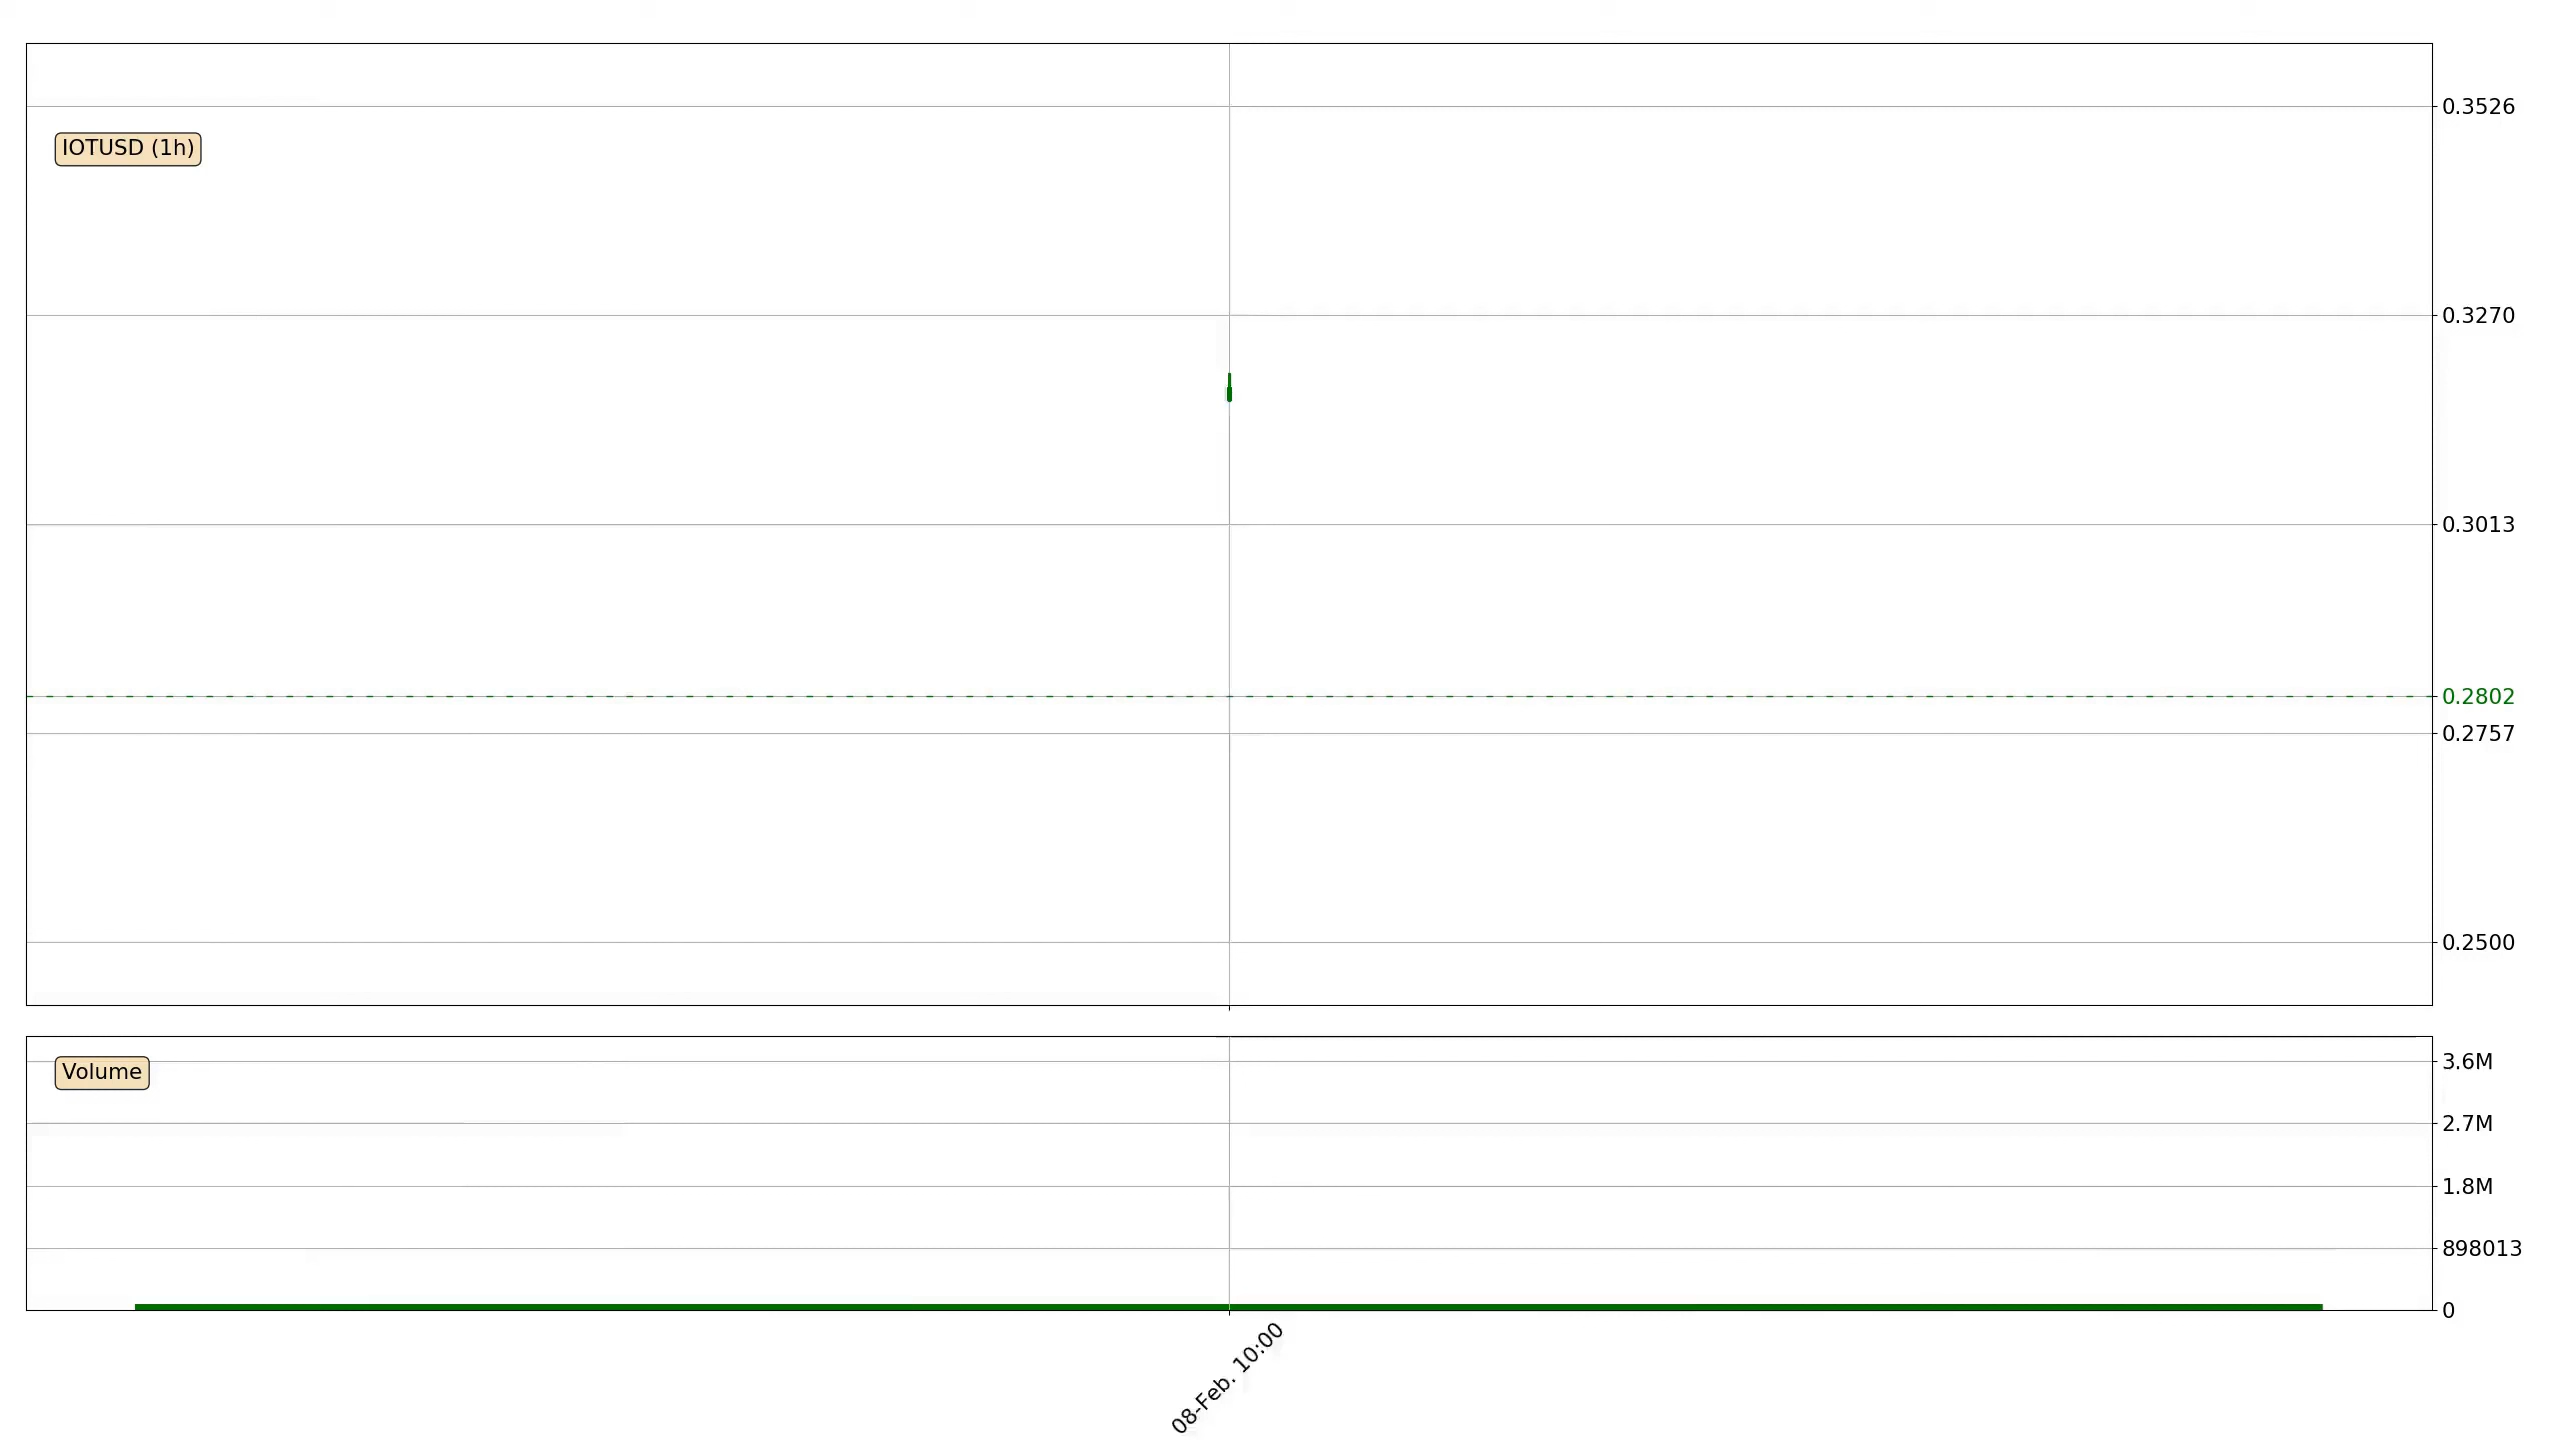 0.3526
IOTUSD (1h)
0.3270
0.3013
0.2802
0.2757
0.2500
Volume
3.6M
2.7M
1.8M
898013
0
08-Feb, 10:00